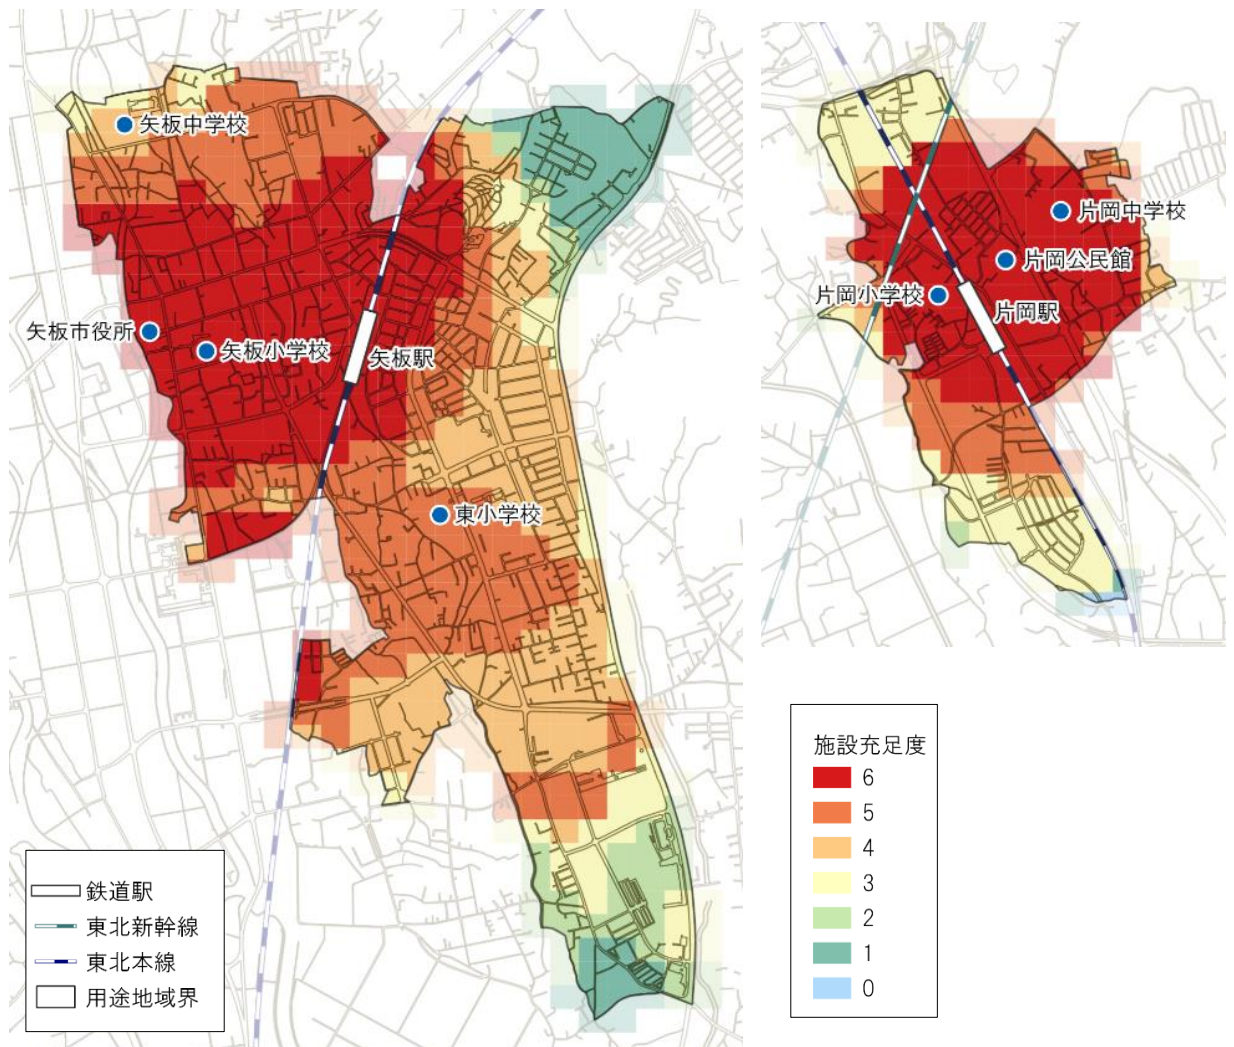 矢板中学校
矢板市役所
矢板小学校
矢板駅
東小学校
片岡中学校
片岡公民館
片岡小学校
片岡駅
鉄道駅
東北新幹線
東北本線
用途地域界
施設充足度
6
5
4
3
2
1
0